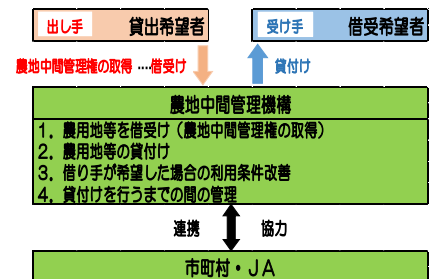 出し手 貸出希望者
受け手 借受希望者
農地中間管理権の取得 ‥‥借受け
貸付け
農地中間管理機構
1．農用地等を借受け（農地中間管理権の取得）
2．農用地等の貸付け
3．借り手が希望した場合の利用条件改善
4．貸付けを行うまでの間の管理
連携 協力
市町村・ＪＡ